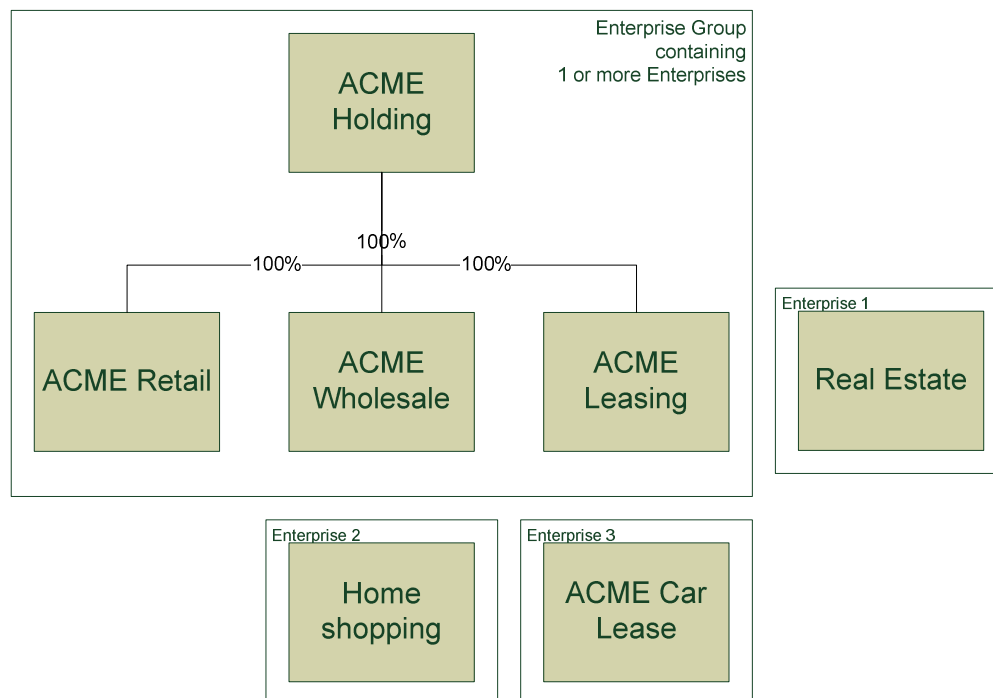 Enterprise Group
containing
1 or more Enterprises
ACME
Holding
100%
100%
100%
ACME Retail
ACME
Wholesale
ACME
Leasing
Enterprise 1
Real Estate
Enterprise 2
Home
shopping
Enterprise 3
ACME Car
Lease